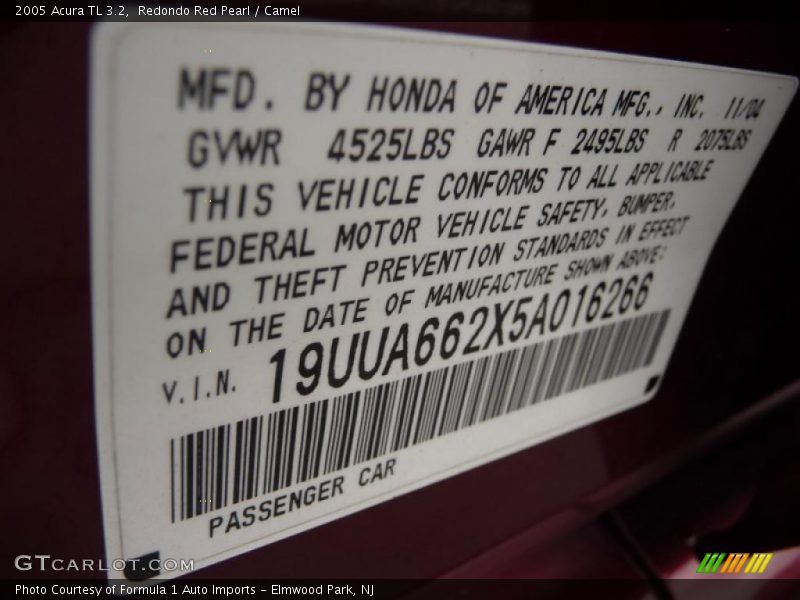 2005 Acura TL 3.2,  Redondo Red Pearl / Camel
MFD. BY HONDA OF AMERICA MFG., INC. 11/04
GVWR 4525LBS GAWR F 2495LBS R 2075LBS
THIS VEHICLE CONFORMS TO ALL APPLICABLE
FEDERAL MOTOR VEHICLE SAFETY, BUMPER,
AND THEFT PREVENTION STANDARDS IN EFFECT
ON THE DATE OF MANUFACTURE SHOWN ABOVE:
V.I.N. 19UUA662X5A016266
PASSENGER CAR
GTCARLOT.COM
Photo Courtesy of Formula 1 Auto Imports - Elmwood Park, NJ